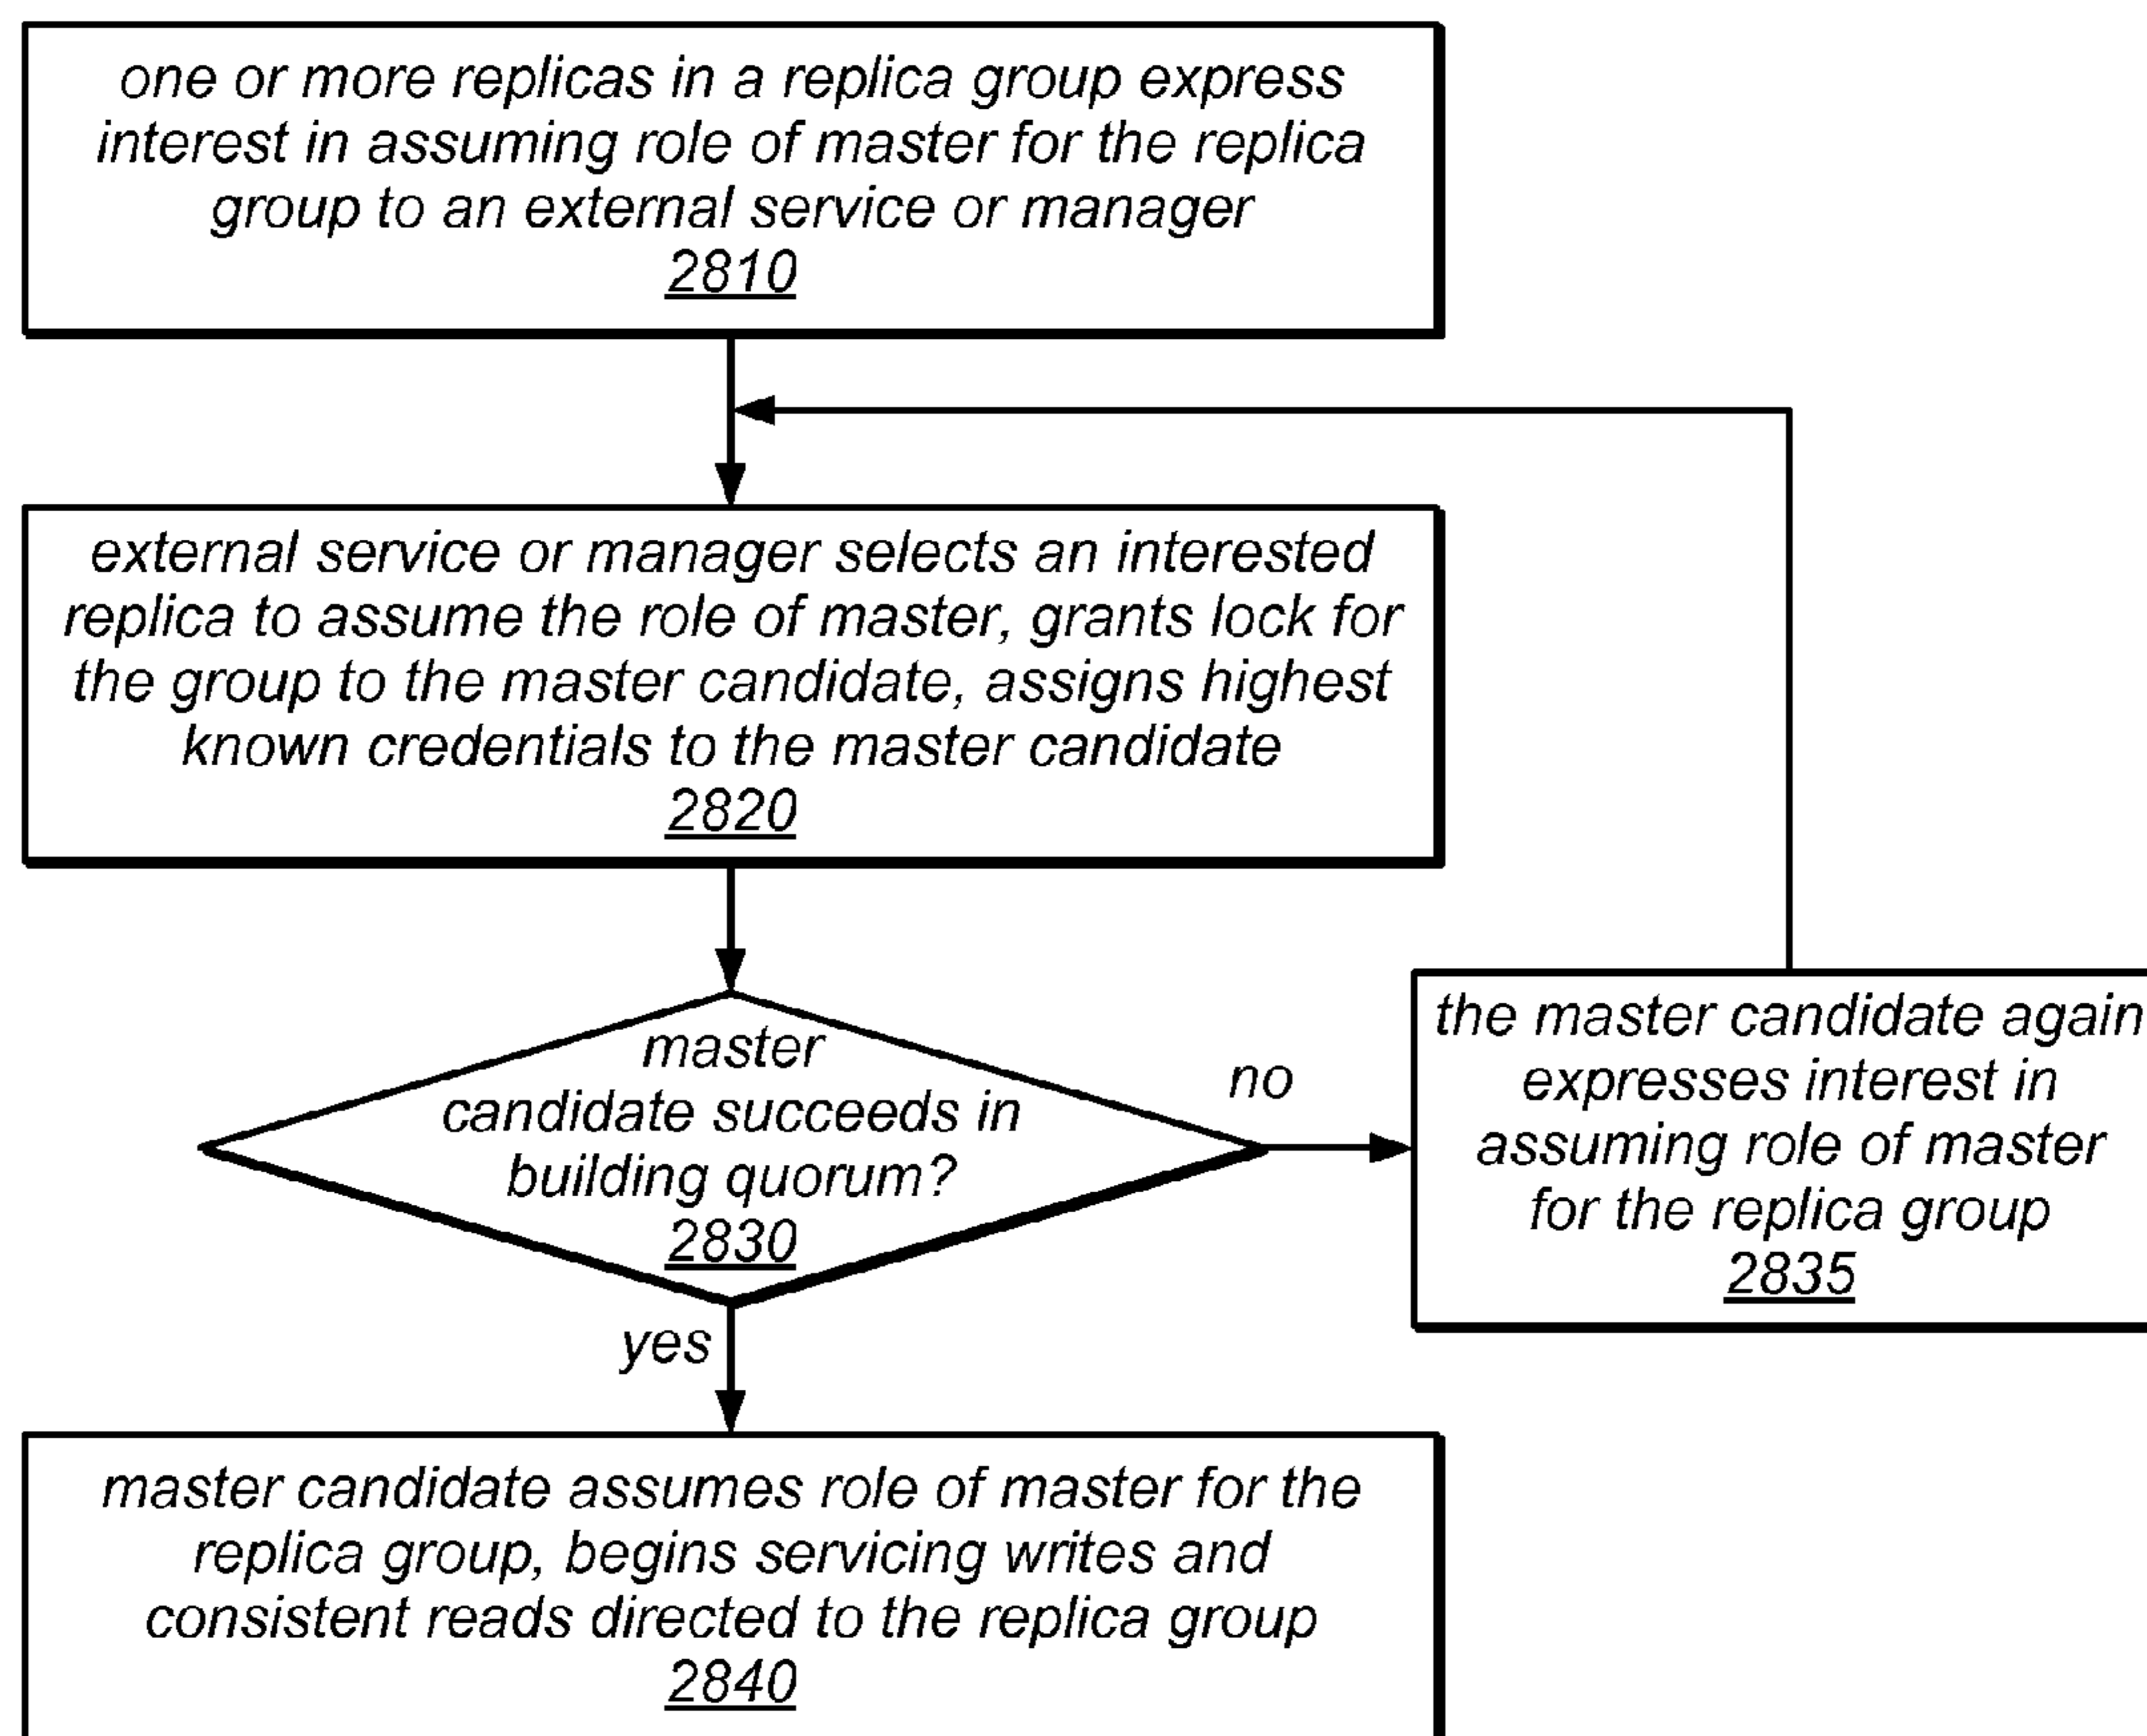 one or more replicas in a replica group express
interest in assuming role of master for the replica
group to an external service or manager
2810
external service or manager selects an interested
replica to assume the role of master, grants lock for
the group to the master candidate, assigns highest
known credentials to the master candidate
2820
master
candidate succeeds in
building quorum?
2830
no
the master candidate again
expresses interest in
assuming role of master
for the replica group
2835
yes
master candidate assumes role of master for the
replica group, begins servicing writes and
consistent reads directed to the replica group
2840